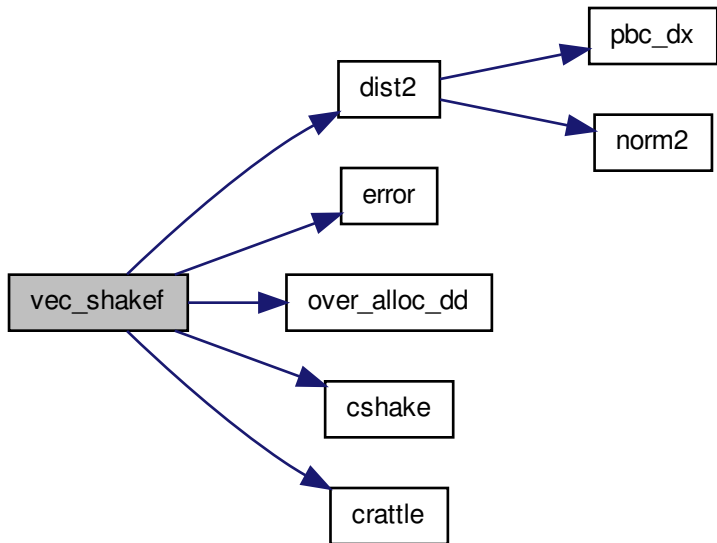 pbc_dx
dist2
norm2
error
vec_shakef
over_alloc_dd
cshake
crattle